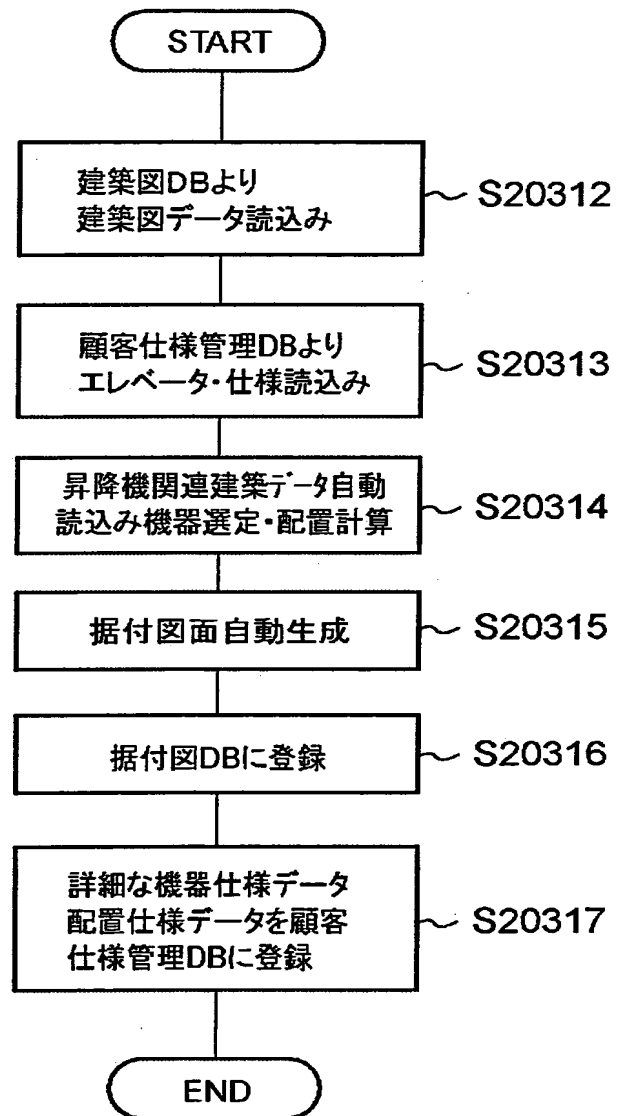 START
建築図DBより
建築図データ読込み
S20312
顧客仕様管理DBより
エレベータ・仕様読込み
S20313
昇降機関連建築データ自動
読込み機器選定・配置計算
S20314
据付図面自動生成
S20315
据付図DBに登録
S20316
詳細な機器仕様データ
配置仕様データを顧客
仕様管理DBに登録
S20317
END